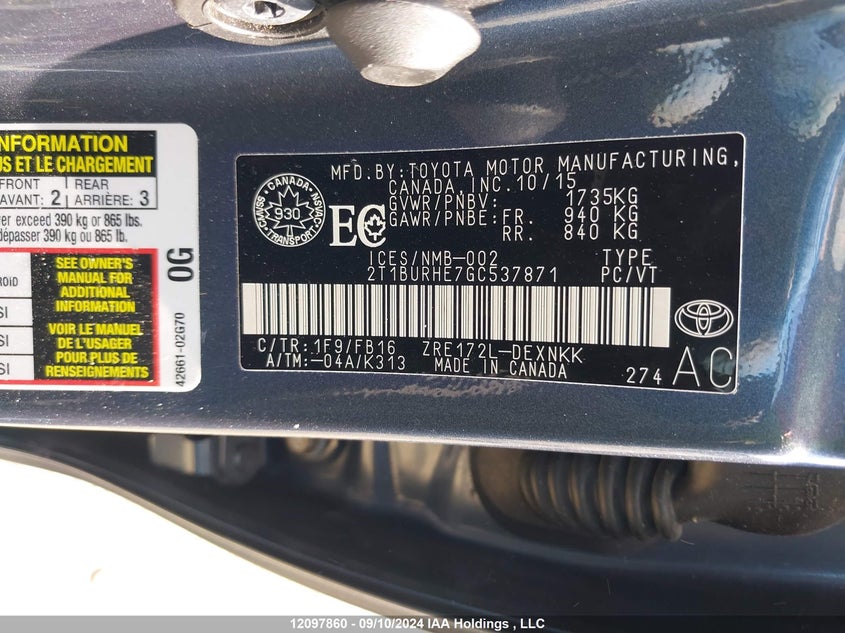 NFORMATION
US ET LE CHARGEMENT
FRONT
AVANT: 2
REAR
ARRIÈRE: 3
er exceed 390 kg or 865 lbs.
dépasser 390 kg ou 865 lb.
SEE OWNER'S
MANUAL FOR
ADDITIONAL
INFORMATION
VOIR LE MANUEL
DE L'USAGER
POUR PLUS DE
RENSEIGNEMENTS
0G
42661-02G70
MFD.BY:TOYOTA MOTOR MANUFACTURING,
CANADA, INC.10/15
GVWR/PNBV: 1735KG
GAWR/PNBE: FR. 940 KG
RR. 840 KG
CANADA
930
TRANSPORT
CMVSS
NSVAC
EC
ICES/NMB-002 TYPE
2T1BURHE7GC537871 PC/VT
C/TR:1F9/FB16 ZRE172L-DEXNKK
A/TM:-04A/K313 MADE IN CANADA
274 AC
12097860 - 09/10/2024 IAA Holdings , LLC